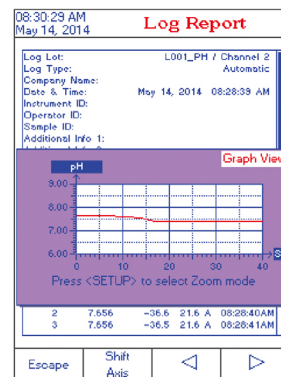 08:30:29 AM
May 14, 2014
Log Report
Log Lot: L001_PH / Channel 2
Log Type: Automatic
Company Name:
Date & Time: May 14, 2014 08:28:39 AM
Instrument ID:
Operator ID:
Sample ID:
Additional Info 1:
Graph View
pH
9.00
8.00
7.00
6.00
0 10 20 30 40 S
Press <SETUP> to select Zoom mode
2 7.656 -36.6 21.6 A 08:28:40AM
3 7.656 -36.5 21.6 A 08:28:41AM
Escape
Shift
Axis